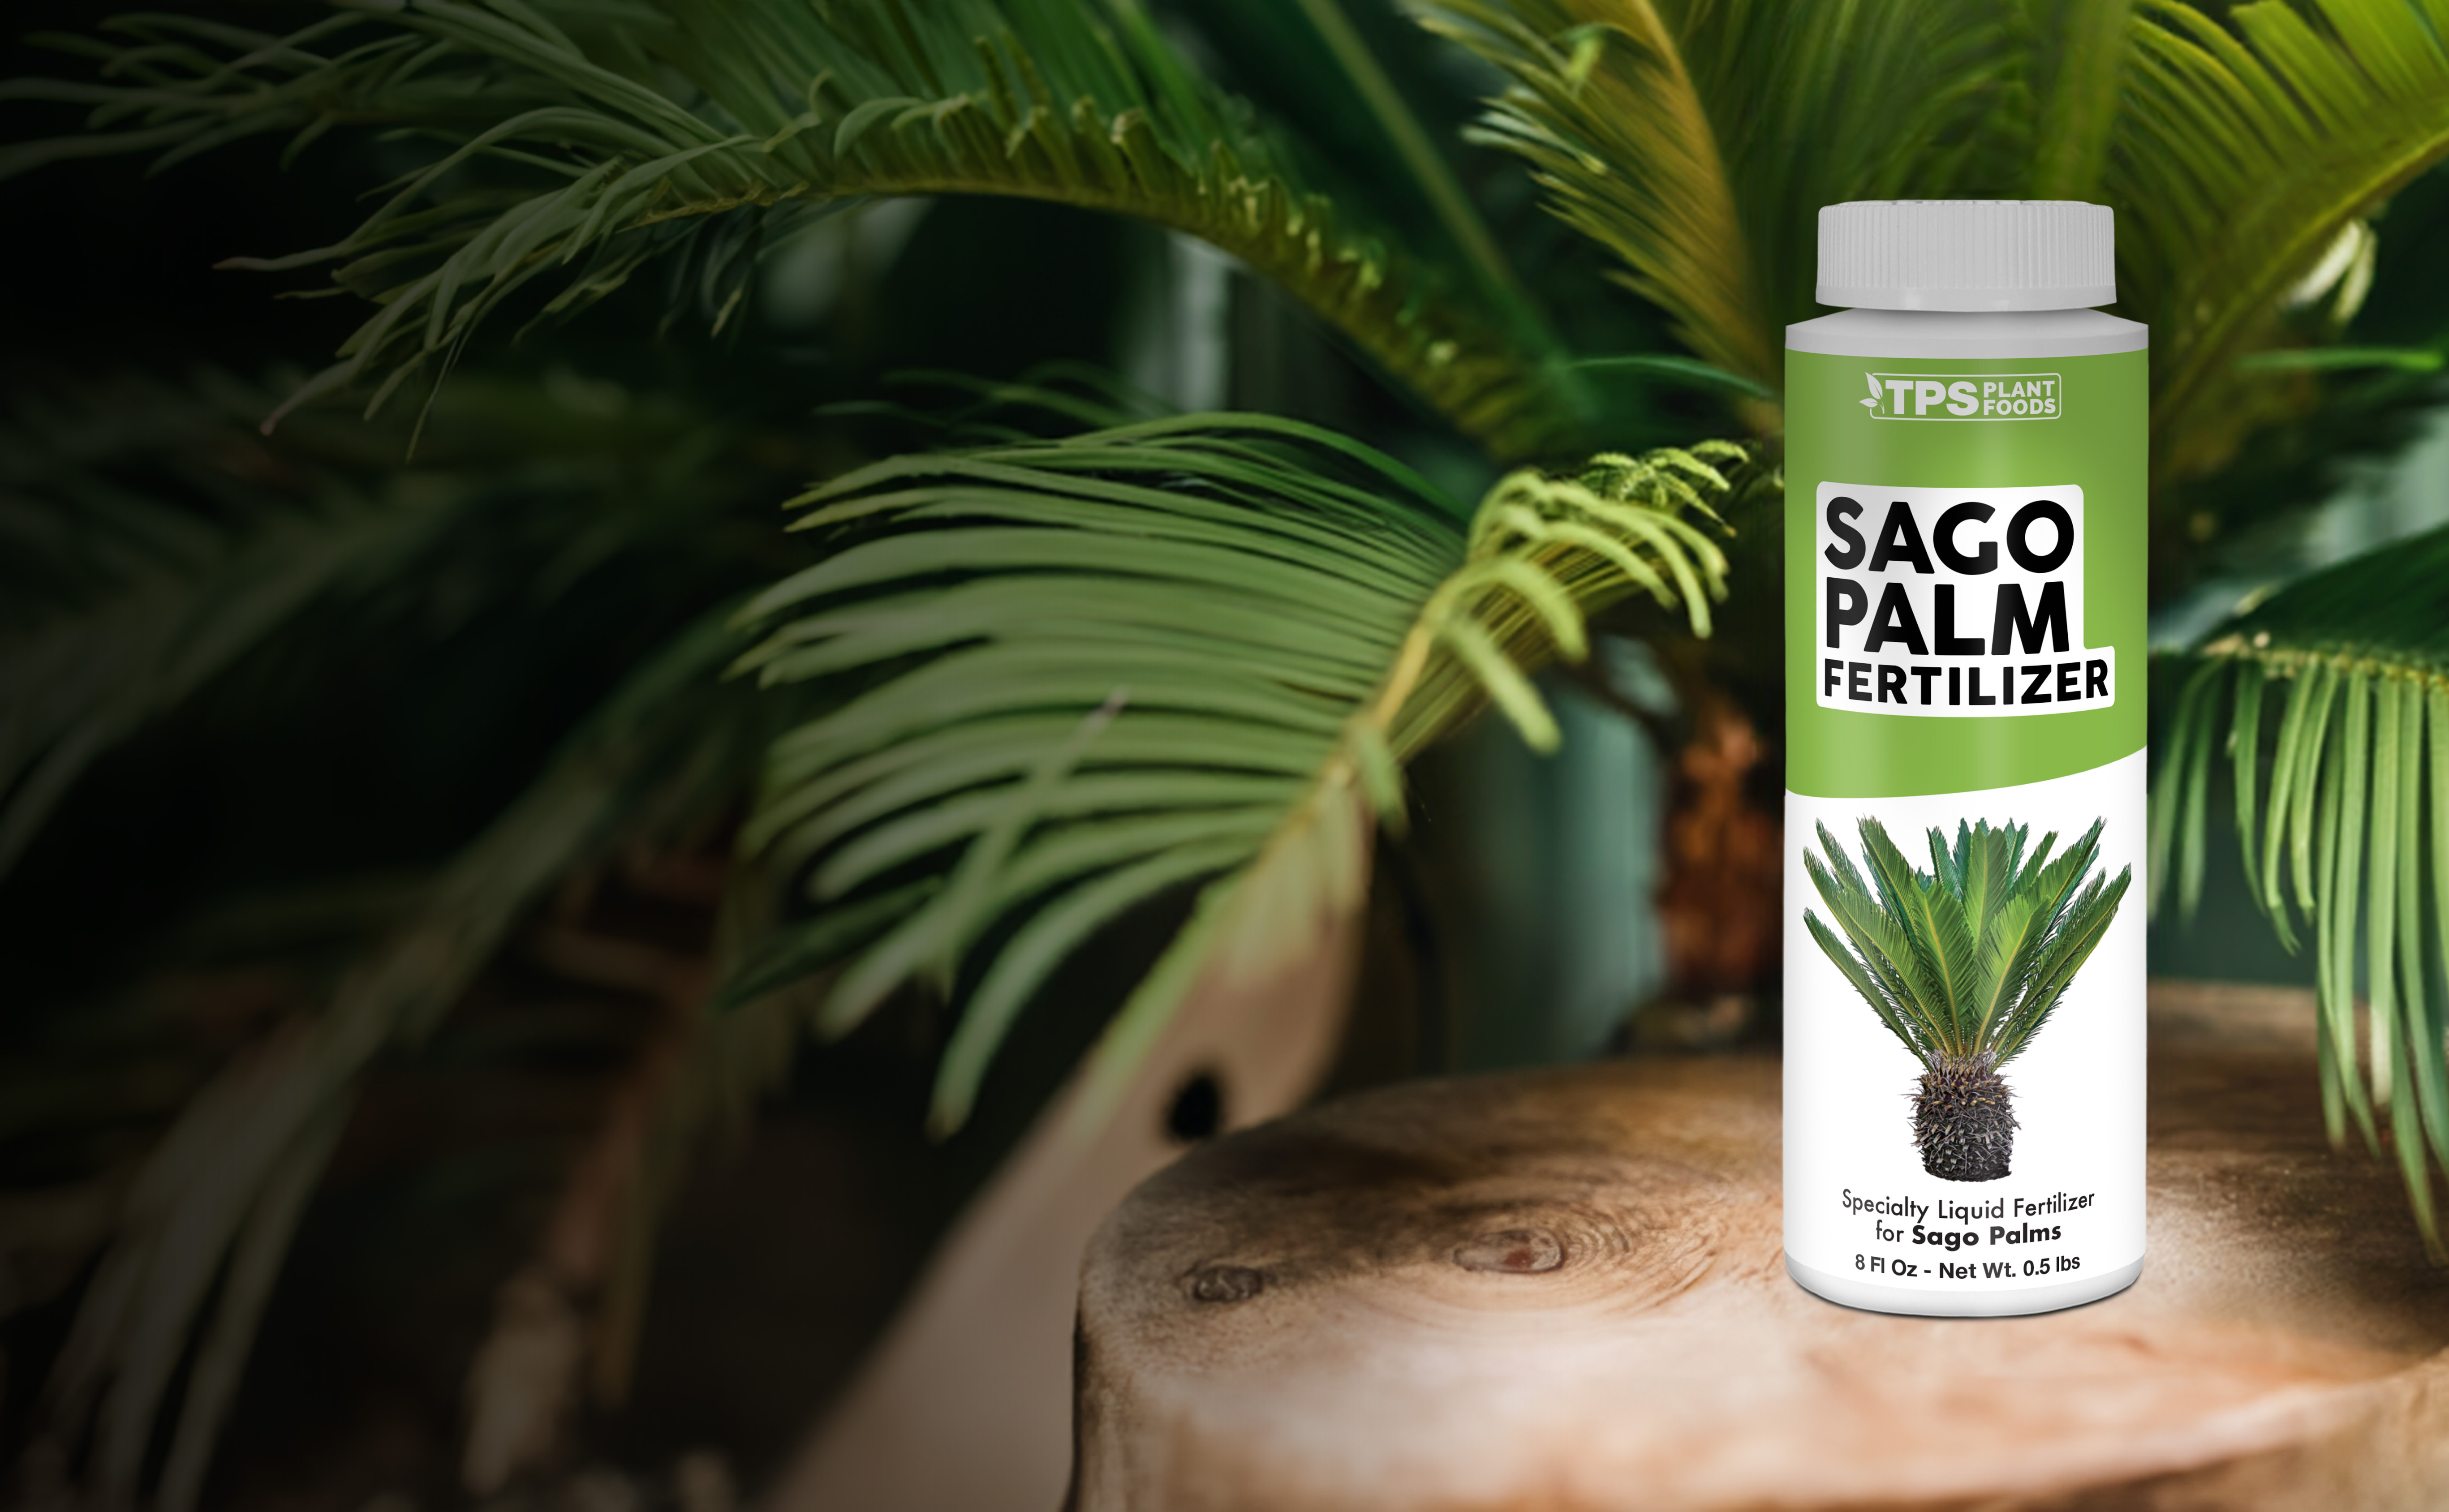 TPS PLANT FOODS
SAGO
PALM
FERTILIZER
Specialty Liquid Fertilizer
for Sago Palms
8 Fl Oz - Net Wt. 0.5 lbs